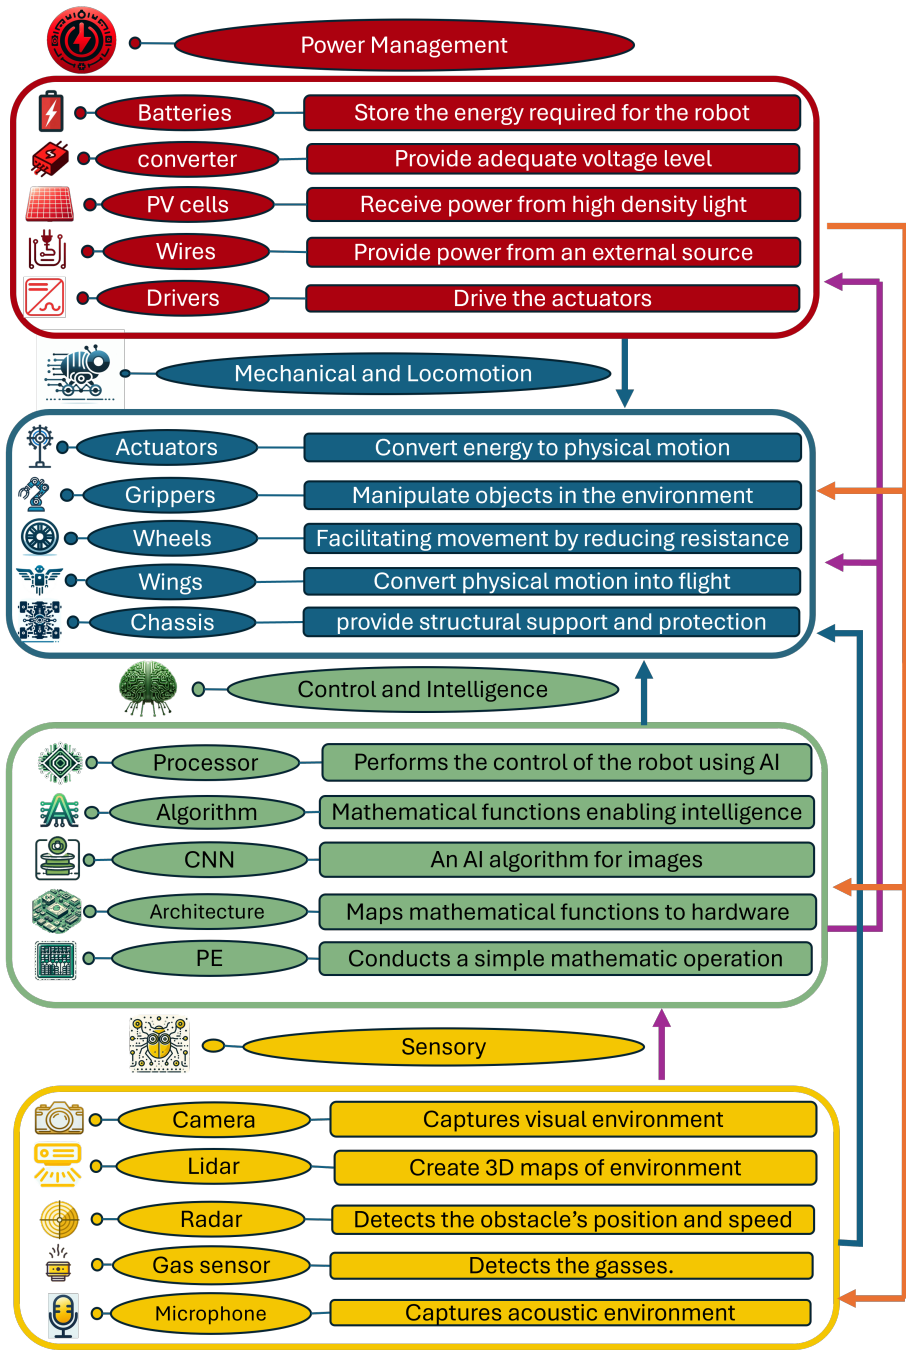 Power Management
Batteries Store the energy required for the robot
converter Provide adequate voltage level
PV cells Receive power from high density light
Wires Provide power from an external source
Drivers Drive the actuators
Mechanical and Locomotion
Actuators Convert energy to physical motion
Grippers Manipulate objects in the environment
Wheels Facilitating movement by reducing resistance
Wings Convert physical motion into flight
Chassis provide structural support and protection
Control and Intelligence
Processor Performs the control of the robot using AI
Algorithm Mathematical functions enabling intelligence
CNN An AI algorithm for images
Architecture Maps mathematical functions to hardware
PE Conducts a simple mathematic operation
Sensory
Camera Captures visual environment
Lidar Create 3D maps of environment
Radar Detects the obstacle’s position and speed
Gas sensor Detects the gasses.
Microphone Captures acoustic environment